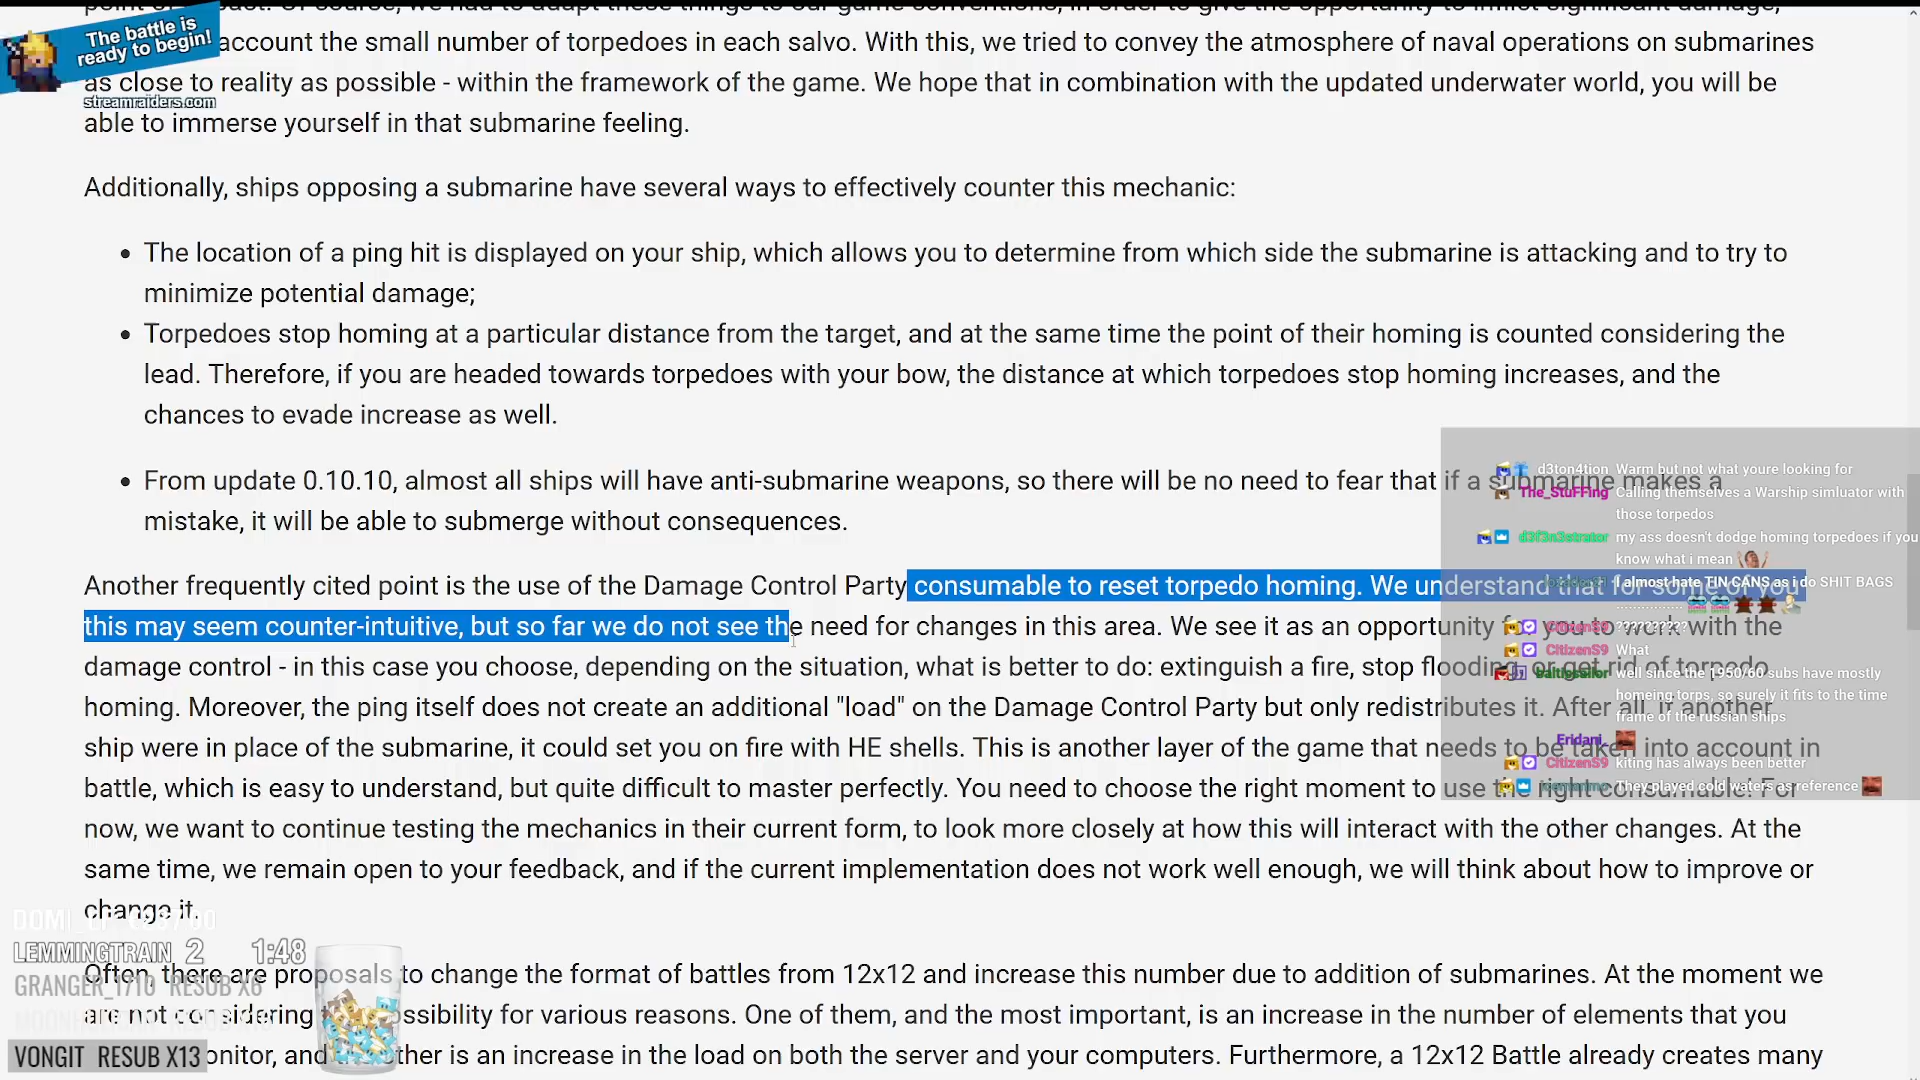 The battle is
ready to begin!
streamraiders.com
account the small number of torpedoes in each salvo. With this, we tried to convey the atmosphere of naval operations on submarines
as close to reality as possible - within the framework of the game. We hope that in combination with the updated underwater world, you will be
able to immerse yourself in that submarine feeling.
Additionally, ships opposing a submarine have several ways to effectively counter this mechanic:
• The location of a ping hit is displayed on your ship, which allows you to determine from which side the submarine is attacking and to try to
minimize potential damage;
• Torpedoes stop homing at a particular distance from the target, and at the same time the point of their homing is counted considering the
lead. Therefore, if you are headed towards torpedoes with your bow, the distance at which torpedoes stop homing increases, and the
chances to evade increase as well.
• From update 0.10.10, almost all ships will have anti-submarine weapons, so there will be no need to fear that if a submarine makes a
mistake, it will be able to submerge without consequences.
Another frequently cited point is the use of the Damage Control Party consumable to reset torpedo homing. We understand that for some of you
this may seem counter-intuitive, but so far we do not see the need for changes in this area. We see it as an opportunity for you to work with the
damage control - in this case you choose, depending on the situation, what is better to do: extinguish a fire, stop flooding, or get rid of torpedo
homing. Moreover, the ping itself does not create an additional "load" on the Damage Control Party but only redistributes it. After all, if another
ship were in place of the submarine, it could set you on fire with HE shells. This is another layer of the game that needs to be taken into account in
battle, which is easy to understand, but quite difficult to master perfectly. You need to choose the right moment to use the right consumable! For
now, we want to continue testing the mechanics in their current form, to look more closely at how this will interact with the other changes. At the
same time, we remain open to your feedback, and if the current implementation does not work well enough, we will think about how to improve or
change it.
Often, there are proposals to change the format of battles from 12x12 and increase this number due to addition of submarines. At the moment we
are not considering possibility for various reasons. One of them, and the most important, is an increase in the number of elements that you
onitor, and ther is an increase in the load on both the server and your computers. Furthermore, a 12x12 Battle already creates many
d3ton4tion Warm but not what youre looking for
The_StuFFing Calling themselves a Warship simluator with
those torpedos
d3f3n3strator my ass doesn't dodge homing torpedoes if you
know what i mean
I almost hate TIN CANS as i do SHIT BAGS
CitizenS9 ??????????
CitizenS9 What
balticsailor well since the 1950/60 subs have mostly
homeing torps, so surely it fits to the time
frame of the russian ships
Eridani_
CitizenS9 kiting has always been better
They played cold waters as reference
LEMMINGTRAIN 2 1:48
GRANGER_1710 RESUB X6
VONGIT RESUB X13